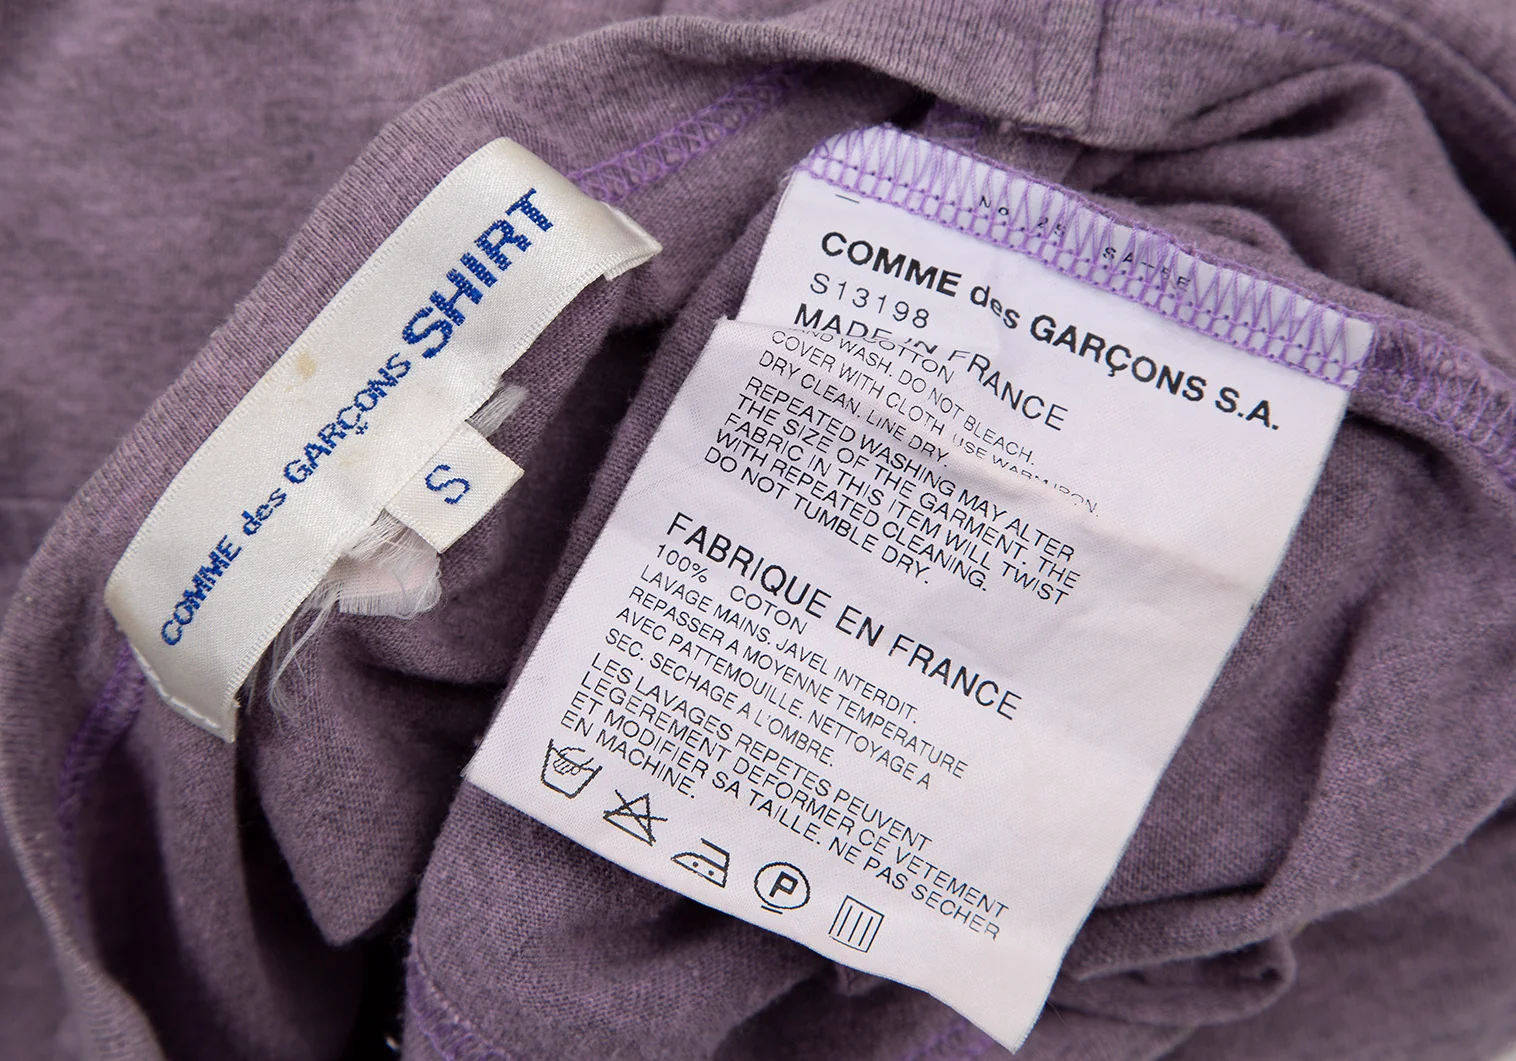 COMME des GARÇONS SHIRT
S
COMME des GARÇONS S.A.
S13198
MADE IN FRANCE
COTTON
AND WASH. DO NOT BLEACH.
COVER WITH CLOTH. USE WARM IRON.
DRY CLEAN. LINE DRY.
REPEATED WASHING MAY ALTER
THE SIZE OF THE GARMENT. THE
FABRIC IN THIS ITEM WILL TWIST
WITH REPEATED CLEANING.
DO NOT TUMBLE DRY.
FABRIQUE EN FRANCE
100% COTON
LAVAGE MAINS. JAVEL INTERDIT.
REPASSER A MOYENNE TEMPERATURE
AVEC PATTEMOUILLE. NETTOYAGE A
SEC. SECHAGE A L'OMBRE.
LES LAVAGES REPETES PEUVENT
LEGEREMENT DEFORMER CE VETEMENT
ET MODIFIER SA TAILLE. NE PAS SECHER
EN MACHINE.
P